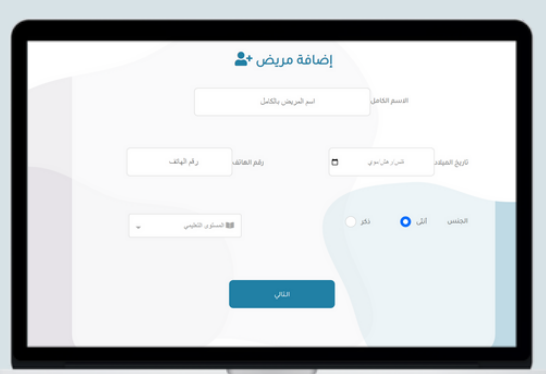 إضافة مريض
الاسم الكامل اسم المريض بالكامل
تاريخ الميلاد رقم الهاتف رقم الهاتف
الجنس أنثى ذكر المستوى التعليمي
التالي